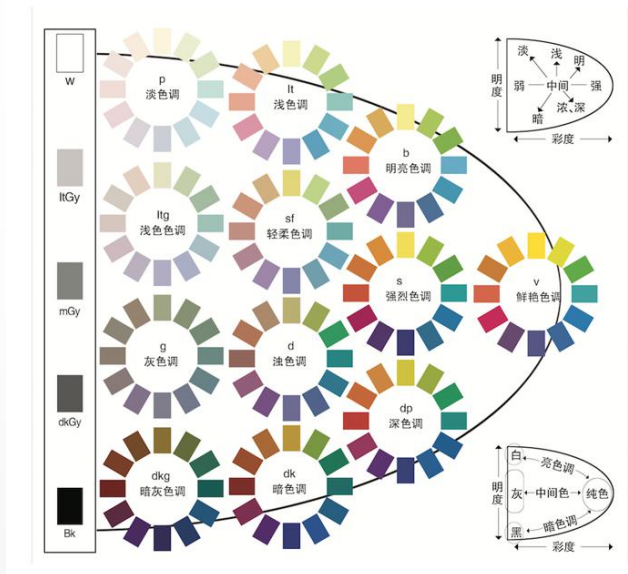 W
ltGy
mGy
dkGy
Bk
p
淡色调
lt
浅色调
b
明亮色调
ltg
浅色色调
sf
轻柔色调
s
强烈色调
v
鲜艳色调
g
灰色调
d
浊色调
dp
深色调
dkg
暗灰色调
dk
暗色调
明度
淡 浅 明
弱 中间 强
暗 浓、深
彩度
明度
白 亮色调
灰 中间色 纯色
黑 暗色调
彩度